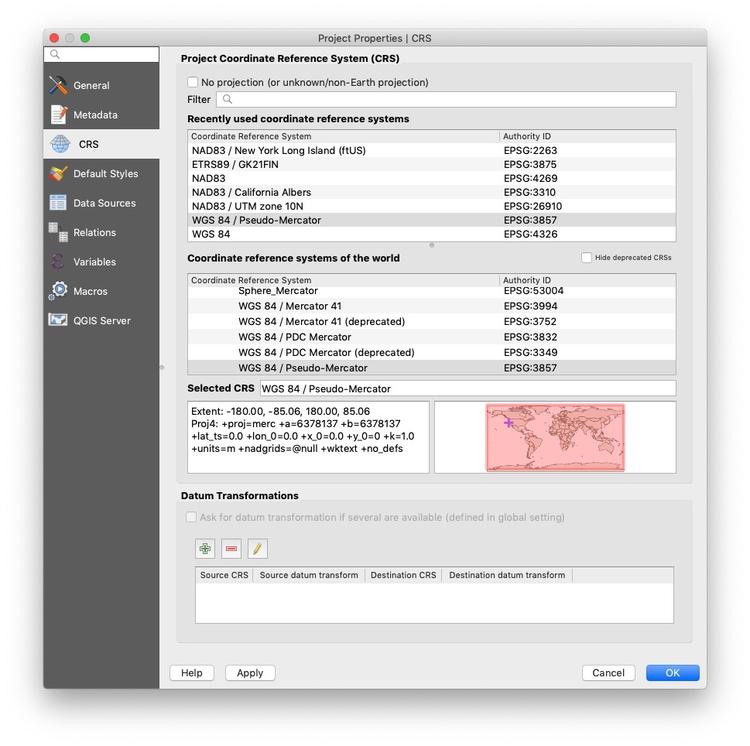 Project Properties | CRS
General
Metadata
CRS
Default Styles
Data Sources
Relations
Variables
Macros
QGIS Server
Project Coordinate Reference System (CRS)
No projection (or unknown/non-Earth projection)
Filter
Recently used coordinate reference systems
Coordinate Reference System Authority ID
NAD83 / New York Long Island (ftUS) EPSG:2263
ETRS89 / GK21FIN EPSG:3875
NAD83 EPSG:4269
NAD83 / California Albers EPSG:3310
NAD83 / UTM zone 10N EPSG:26910
WGS 84 / Pseudo-Mercator EPSG:3857
WGS 84 EPSG:4326
Coordinate reference systems of the world Hide deprecated CRSs
Coordinate Reference System Authority ID
Sphere_Mercator EPSG:53004
WGS 84 / Mercator 41 EPSG:3994
WGS 84 / Mercator 41 (deprecated) EPSG:3752
WGS 84 / PDC Mercator EPSG:3832
WGS 84 / PDC Mercator (deprecated) EPSG:3349
WGS 84 / Pseudo-Mercator EPSG:3857
Selected CRS WGS 84 / Pseudo-Mercator
Extent: -180.00, -85.06, 180.00, 85.06
Proj4: +proj=merc +a=6378137 +b=6378137
+lat_ts=0.0 +lon_0=0.0 +x_0=0.0 +y_0=0 +k=1.0
+units=m +nadgrids=@null +wktext +no_defs
Datum Transformations
Ask for datum transformation if several are available (defined in global setting)
Source CRS Source datum transform Destination CRS Destination datum transform
Help Apply Cancel OK